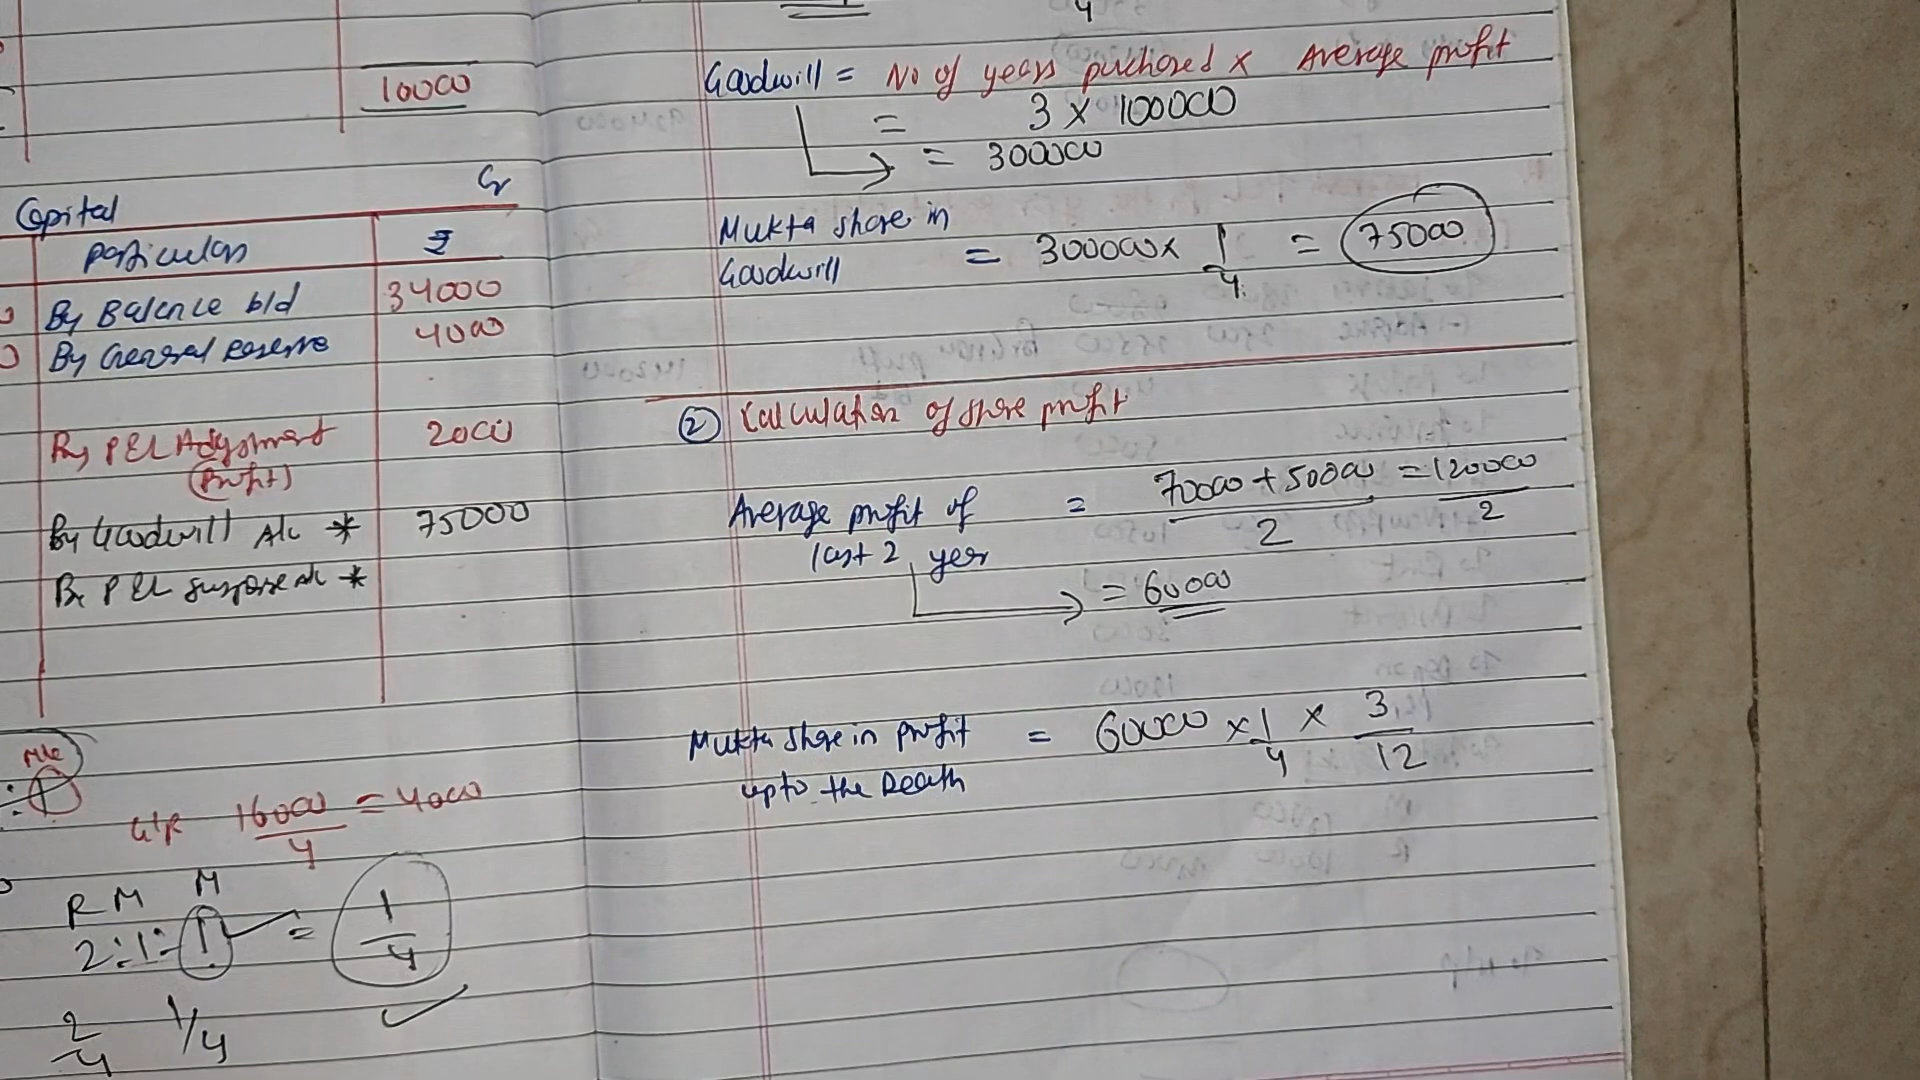 10000
Cr
Capital
Particulars ₹
By Balance b/d 34000
By General Reserve 4000
By P&L Adjustment 2000
(Profit)
By Goodwill A/c * 75000
By P&L suspense A/c *
G/R 16000/4 = 4000
R M M
2:1:1 = 1/4
2/4 1/4
Goodwill = No of years purchased × Average profit
= 3 × 100000
= 300000
Mukta share in
Goodwill = 300000 × 1/4 = 75000
② Calculation of share profit
Average profit of = 70000 + 50000/2 = 120000/2
last 2 year
= 60000
Mukta share in profit = 60000 × 1/4 × 3/12
upto the Death